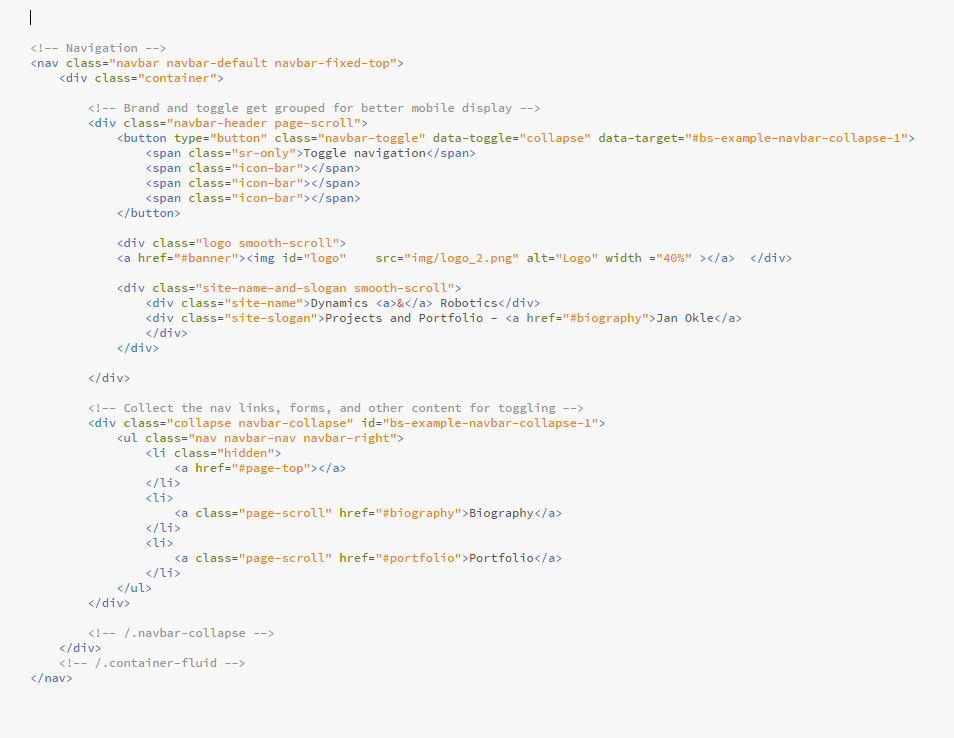 <!-- Navigation -->
<nav class="navbar navbar-default navbar-fixed-top">
    <div class="container">

        <!-- Brand and toggle get grouped for better mobile display -->
        <div class="navbar-header page-scroll">
            <button type="button" class="navbar-toggle" data-toggle="collapse" data-target="#bs-example-navbar-collapse-1">
                <span class="sr-only">Toggle navigation</span>
                <span class="icon-bar"></span>
                <span class="icon-bar"></span>
                <span class="icon-bar"></span>
            </button>

            <div class="logo smooth-scroll">
            <a href="#banner"><img id="logo"    src="img/logo_2.png" alt="Logo" width ="40%" ></a>  </div>

            <div class="site-name-and-slogan smooth-scroll">
                <div class="site-name">Dynamics <a>&</a> Robotics</div>
                <div class="site-slogan">Projects and Portfolio – <a href="#biography">Jan Okle</a>
                </div>
            </div>

        </div>

        <!-- Collect the nav links, forms, and other content for toggling -->
        <div class="collapse navbar-collapse" id="bs-example-navbar-collapse-1">
            <ul class="nav navbar-nav navbar-right">
                <li class="hidden">
                    <a href="#page-top"></a>
                </li>
                <li>
                    <a class="page-scroll" href="#biography">Biography</a>
                </li>
                <li>
                    <a class="page-scroll" href="#portfolio">Portfolio</a>
                </li>
            </ul>
        </div>

        <!-- /.navbar-collapse -->
    </div>
    <!-- /.container-fluid -->
</nav>